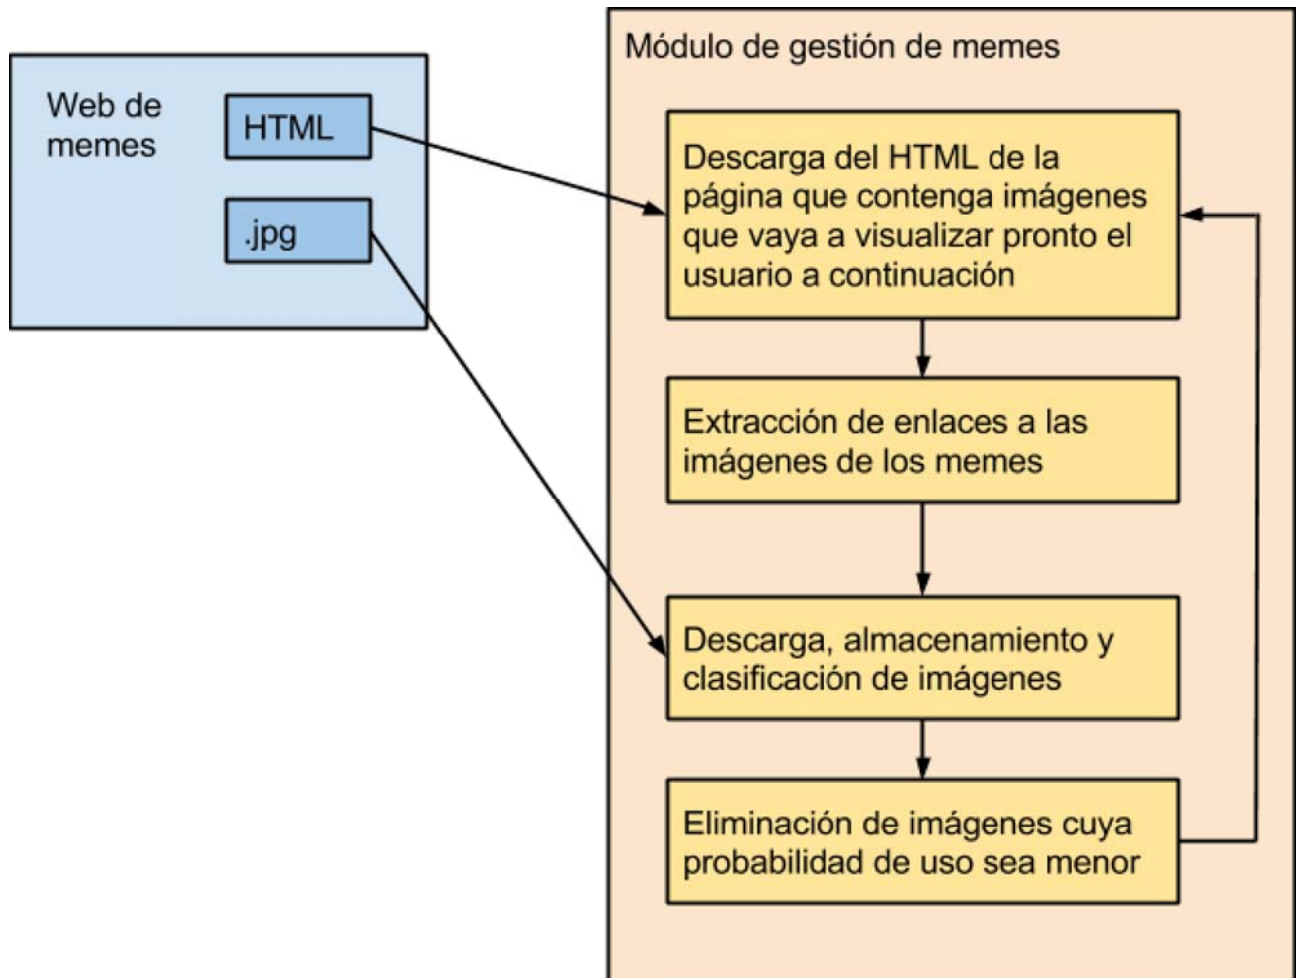 Web de
memes
HTML
.jpg
Módulo de gestión de memes
Descarga del HTML de la
página que contenga imágenes
que vaya a visualizar pronto el
usuario a continuación
Extracción de enlaces a las
imágenes de los memes
Descarga, almacenamiento y
clasificación de imágenes
Eliminación de imágenes cuya
probabilidad de uso sea menor